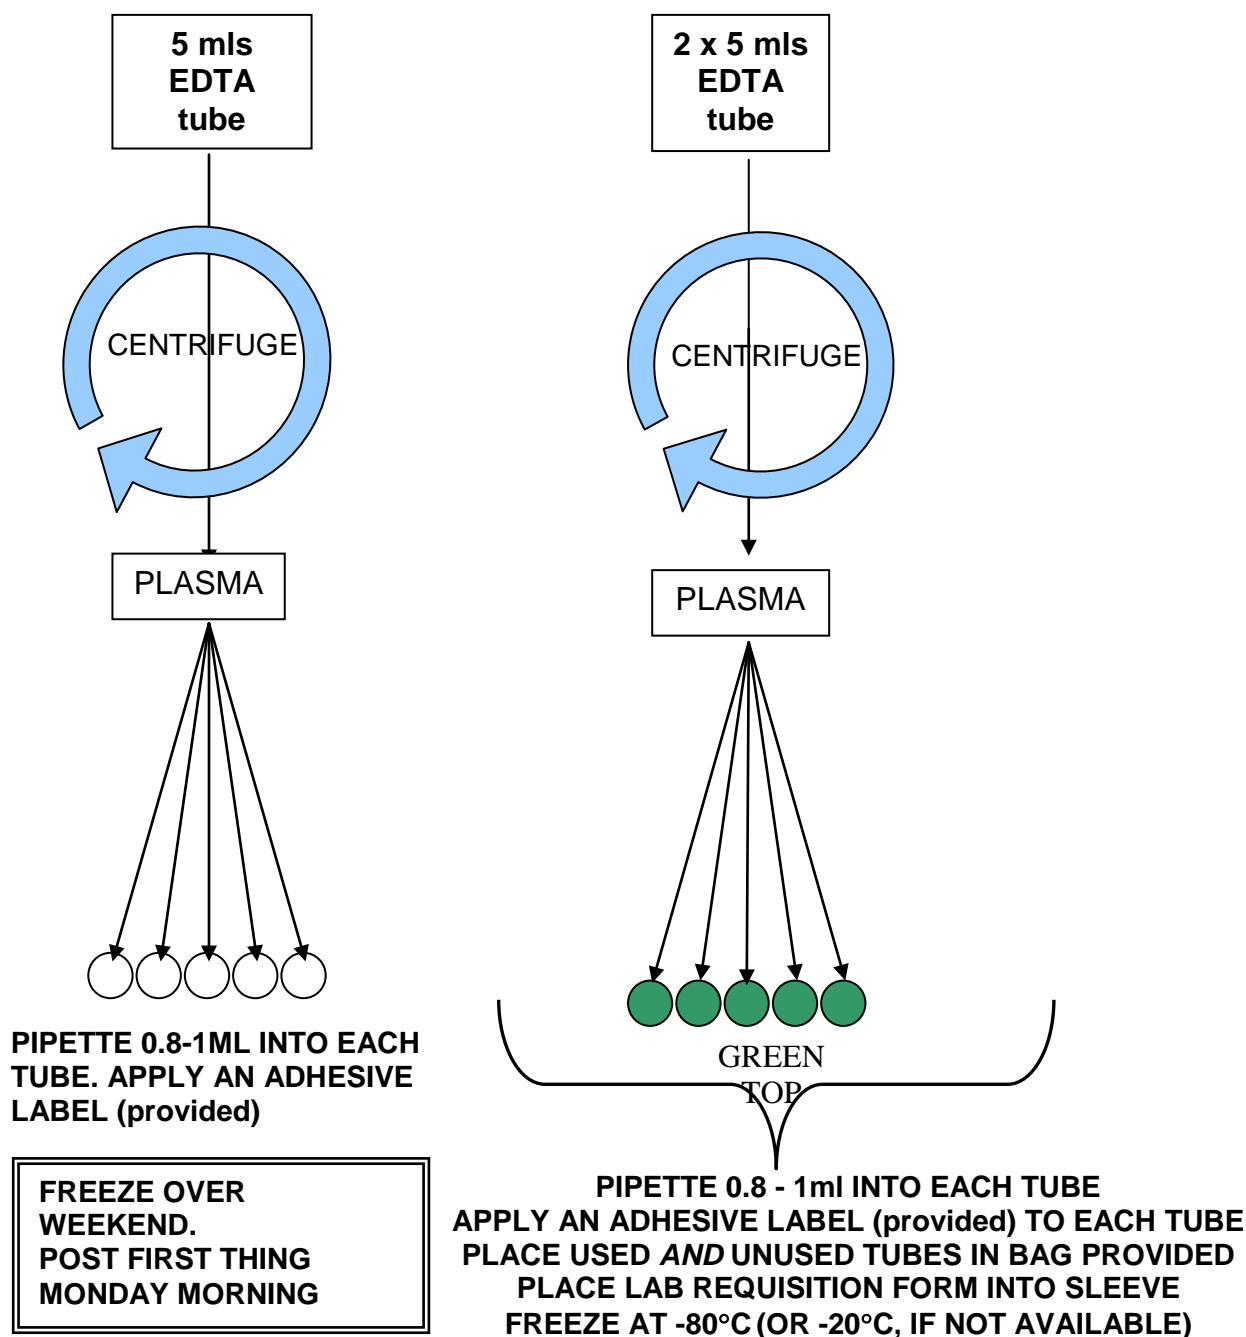 5 mls
EDTA
tube
CENTRIFUGE
PLASMA
PIPETTE 0.8-1ML INTO EACH
TUBE. APPLY AN ADHESIVE
LABEL (provided)
FREEZE OVER
WEEKEND.
POST FIRST THING
MONDAY MORNING
2 x 5 mls
EDTA
tube
CENTRIFUGE
PLASMA
GREEN
TOP
PIPETTE 0.8 - 1ml INTO EACH TUBE
APPLY AN ADHESIVE LABEL (provided) TO EACH TUBE
PLACE USED AND UNUSED TUBES IN BAG PROVIDED
PLACE LAB REQUISITION FORM INTO SLEEVE
FREEZE AT -80°C (OR -20°C, IF NOT AVAILABLE)